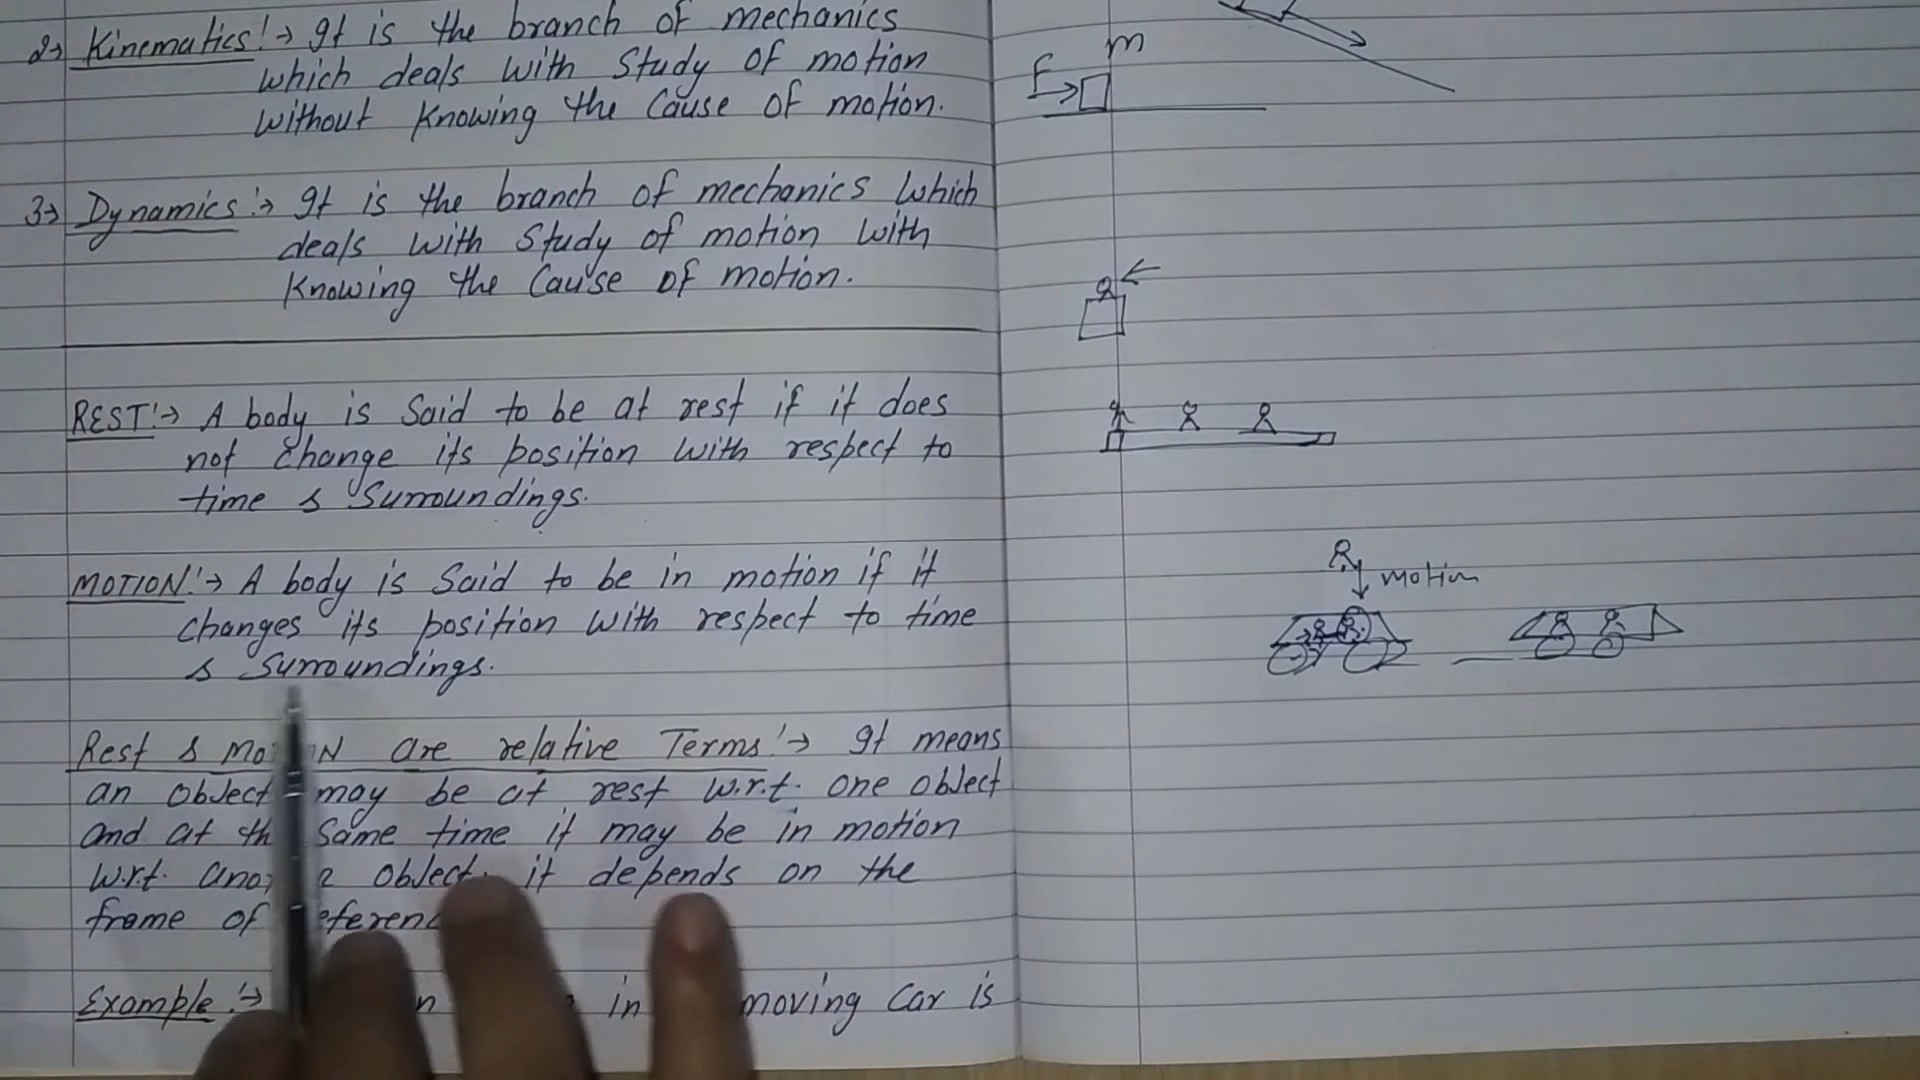 2→ Kinematics:→ It is the branch of mechanics
which deals with study of motion
without knowing the cause of motion.
3→ Dynamics:→ It is the branch of mechanics which
deals with study of motion with
knowing the cause of motion.
REST:→ A body is said to be at rest if it does
not change its position with respect to
time & surroundings.
MOTION:→ A body is said to be in motion if it
changes its position with respect to time
& surroundings.
Rest & MOTION are relative Terms:→ It means
an object may be at rest w.r.t. one object
and at the same time it may be in motion
w.r.t. object, it depends on the
frame of
Example:→ in moving car is
F
m
motion